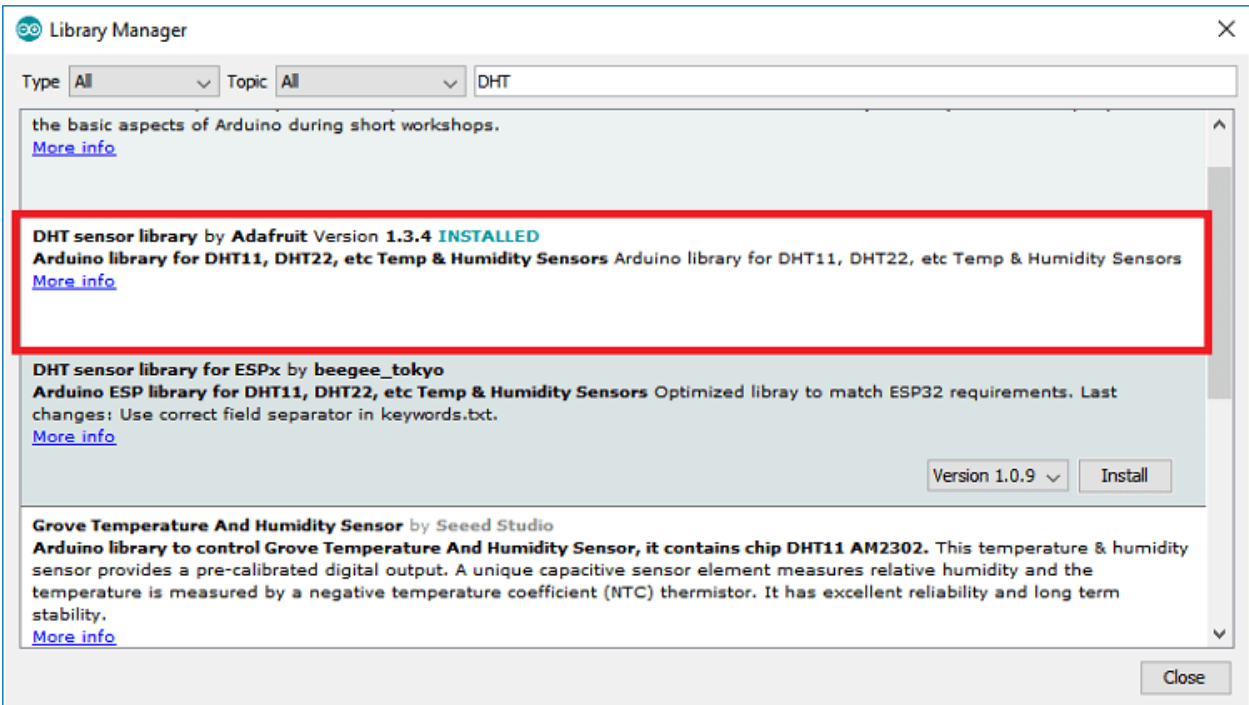 Library Manager
Type All Topic All DHT
the basic aspects of Arduino during short workshops.
More info
DHT sensor library by Adafruit Version 1.3.4 INSTALLED
Arduino library for DHT11, DHT22, etc Temp & Humidity Sensors Arduino library for DHT11, DHT22, etc Temp & Humidity Sensors
More info
DHT sensor library for ESPx by beegee_tokyo
Arduino ESP library for DHT11, DHT22, etc Temp & Humidity Sensors Optimized libray to match ESP32 requirements. Last
changes: Use correct field separator in keywords.txt.
More info
Version 1.0.9 Install
Grove Temperature And Humidity Sensor by Seeed Studio
Arduino library to control Grove Temperature And Humidity Sensor, it contains chip DHT11 AM2302. This temperature & humidity
sensor provides a pre-calibrated digital output. A unique capacitive sensor element measures relative humidity and the
temperature is measured by a negative temperature coefficient (NTC) thermistor. It has excellent reliability and long term
stability.
More info
Close